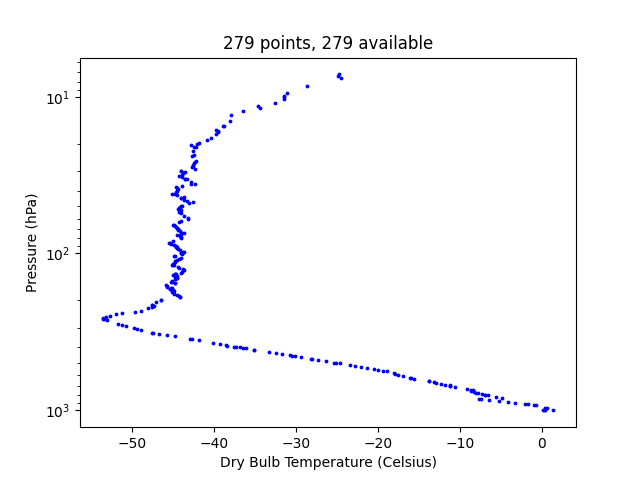 279 points, 279 available
10¹
10²
10³
Pressure (hPa)
−50 −40 −30 −20 −10 0
Dry Bulb Temperature (Celsius)